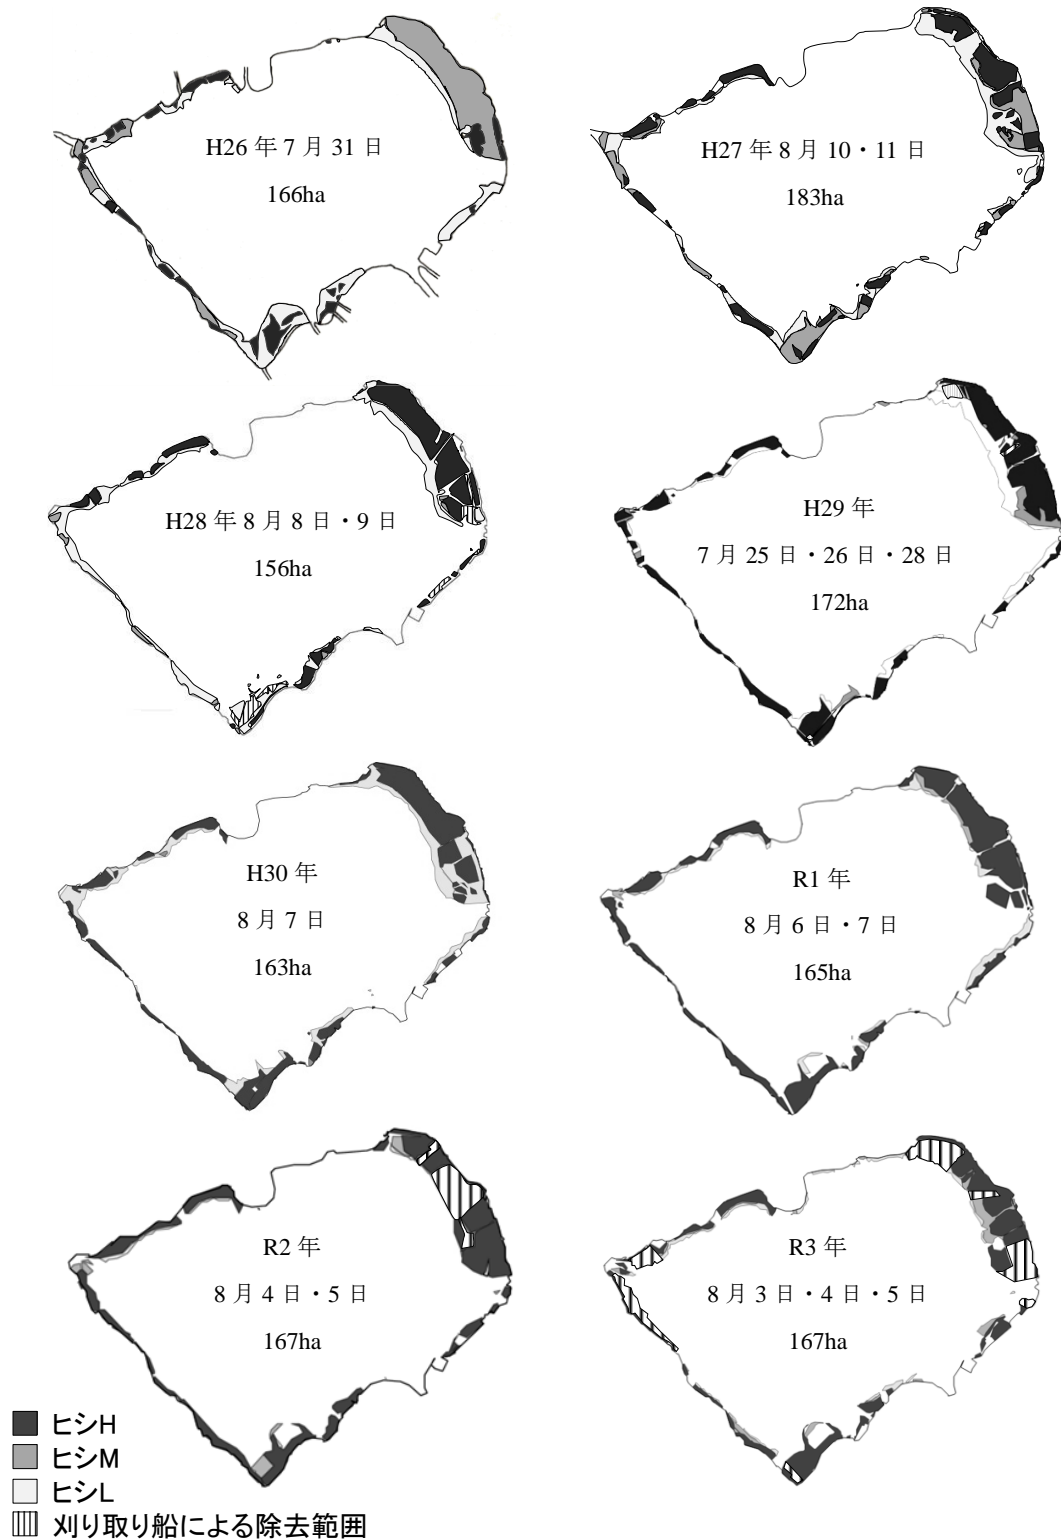 H26 年 7 月 31 日
166ha
H27 年 8 月 10・11 日
183ha
H28 年 8 月 8 日・9 日
156ha
H29 年
7 月 25 日・26 日・28 日
172ha
H30 年
8 月 7 日
163ha
R1 年
8 月 6 日・7 日
165ha
R2 年
8 月 4 日・5 日
167ha
R3 年
8 月 3 日・4 日・5 日
167ha
ヒシH
ヒシM
ヒシL
刈り取り船による除去範囲